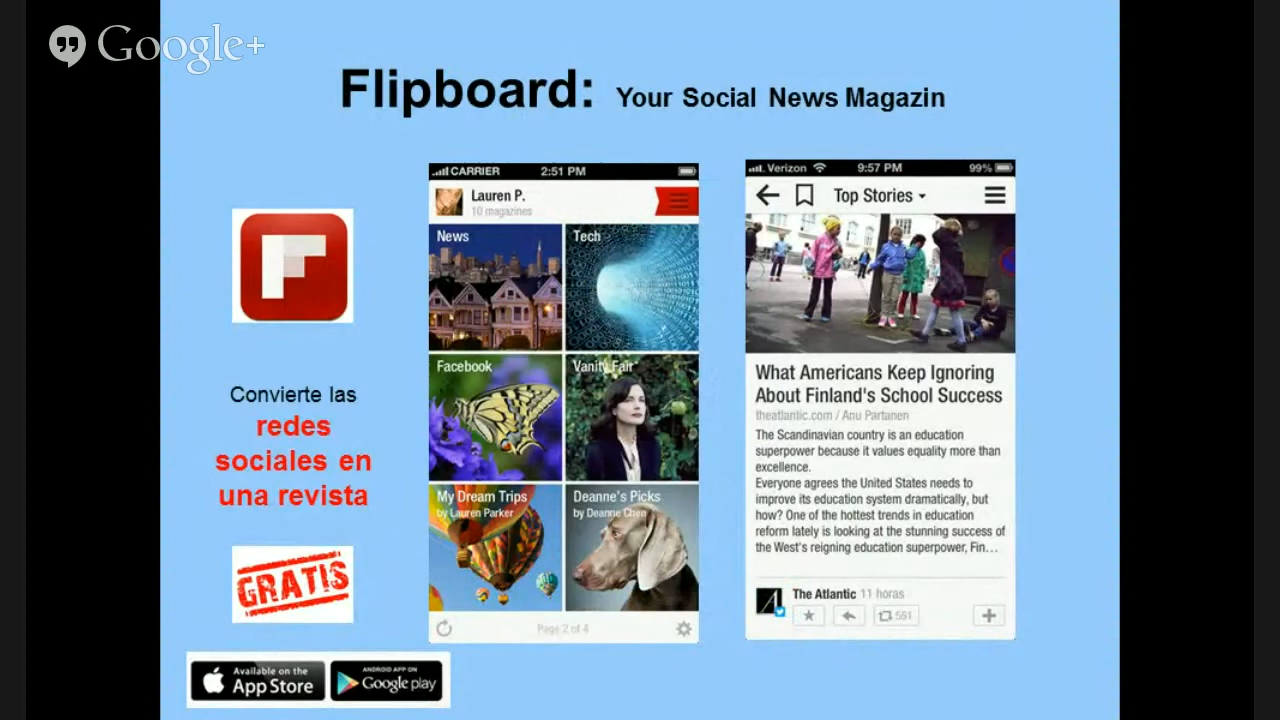 Google+
Flipboard: Your Social News Magazin
Convierte las
redes
sociales en
una revista
GRATIS
Available on the
App Store
ANDROID APP ON
Google play
CARRIER 2:51 PM
Lauren P.
10 magazines
News
Tech
Facebook
Vanity Fair
My Dream Trips
by Lauren Parker
Deanne's Picks
by Deanne Chen
Page 2 of 4
Verizon 9:57 PM 99%
Top Stories
What Americans Keep Ignoring
About Finland's School Success
theatlantic.com / Anu Partanen
The Scandinavian country is an education
superpower because it values equality more than
excellence.
Everyone agrees the United States needs to
improve its education system dramatically, but
how? One of the hottest trends in education
reform lately is looking at the stunning success of
the West's reigning education superpower, Fin...
The Atlantic 11 horas
551